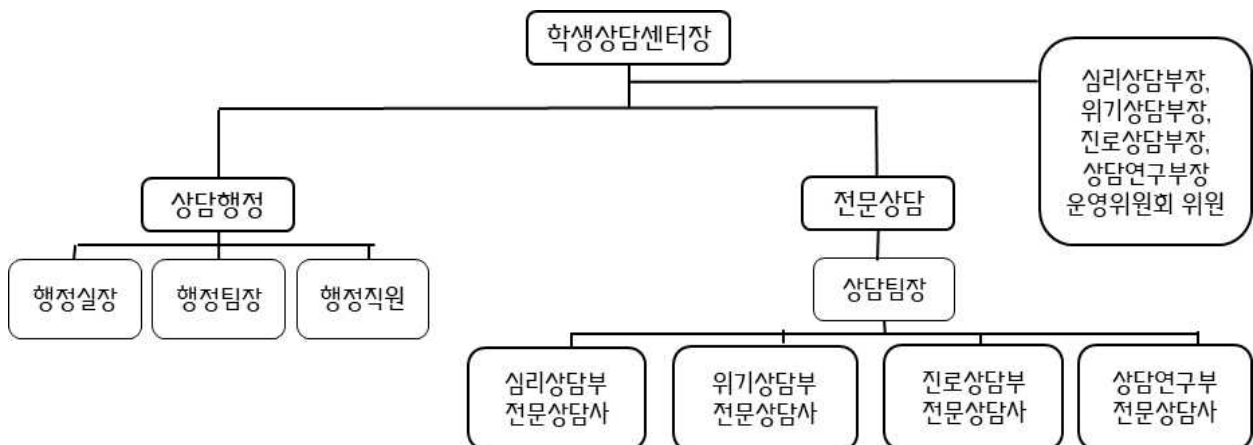 학생상담센터장
심리상담부장,
위기상담부장,
진로상담부장,
상담연구부장
운영위원회 위원
상담행정
전문상담
행정실장
행정팀장
행정직원
상담팀장
심리상담부
전문상담사
위기상담부
전문상담사
진로상담부
전문상담사
상담연구부
전문상담사